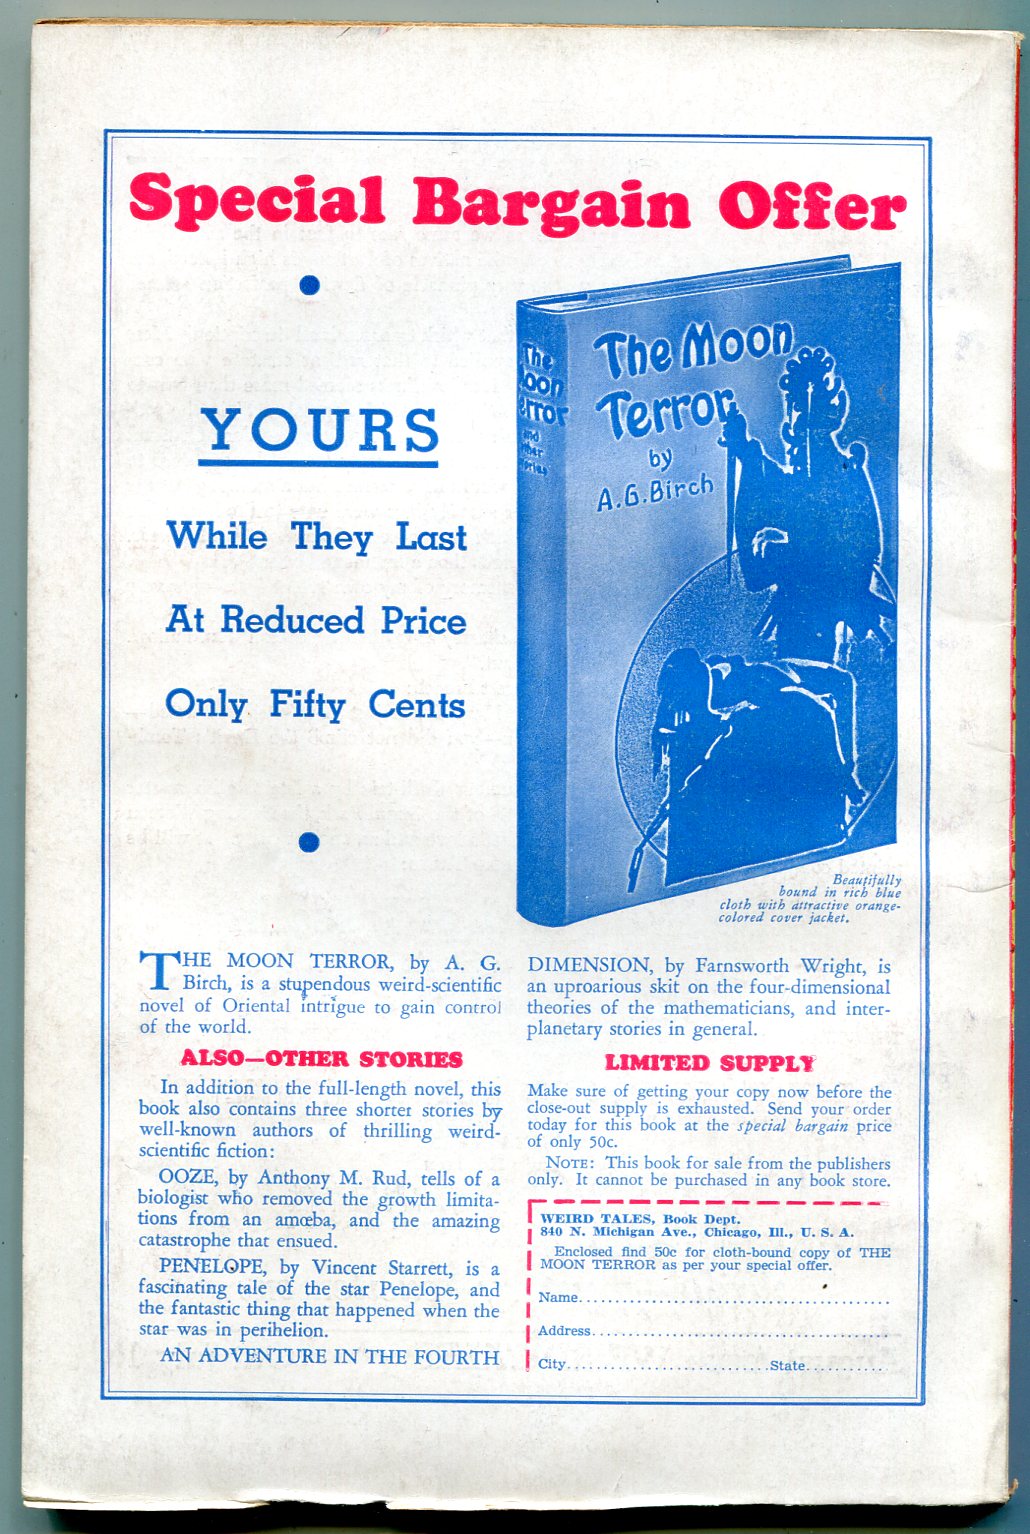 Special Bargain Offer
YOURS
While They Last
At Reduced Price
Only Fifty Cents
The Moon
Terror
by
A.G. Birch
The
Moon
Terror
and
Other
Stories
Beautifully
bound in rich blue
cloth with attractive orange-
colored cover jacket.
THE MOON TERROR, by A. G.
Birch, is a stupendous weird-scientific
novel of Oriental intrigue to gain control
of the world.
ALSO—OTHER STORIES
In addition to the full-length novel, this
book also contains three shorter stories by
well-known authors of thrilling weird-
scientific fiction:
OOZE, by Anthony M. Rud, tells of a
biologist who removed the growth limita-
tions from an amœba, and the amazing
catastrophe that ensued.
PENELOPE, by Vincent Starrett, is a
fascinating tale of the star Penelope, and
the fantastic thing that happened when the
star was in perihelion.
AN ADVENTURE IN THE FOURTH
DIMENSION, by Farnsworth Wright, is
an uproarious skit on the four-dimensional
theories of the mathematicians, and inter-
planetary stories in general.
LIMITED SUPPLY
Make sure of getting your copy now before the
close-out supply is exhausted. Send your order
today for this book at the special bargain price
of only 50c.
NOTE: This book for sale from the publishers
only. It cannot be purchased in any book store.
WEIRD TALES, Book Dept.
840 N. Michigan Ave., Chicago, Ill., U. S. A.
Enclosed find 50c for cloth-bound copy of THE
MOON TERROR as per your special offer.
Name
Address
City State